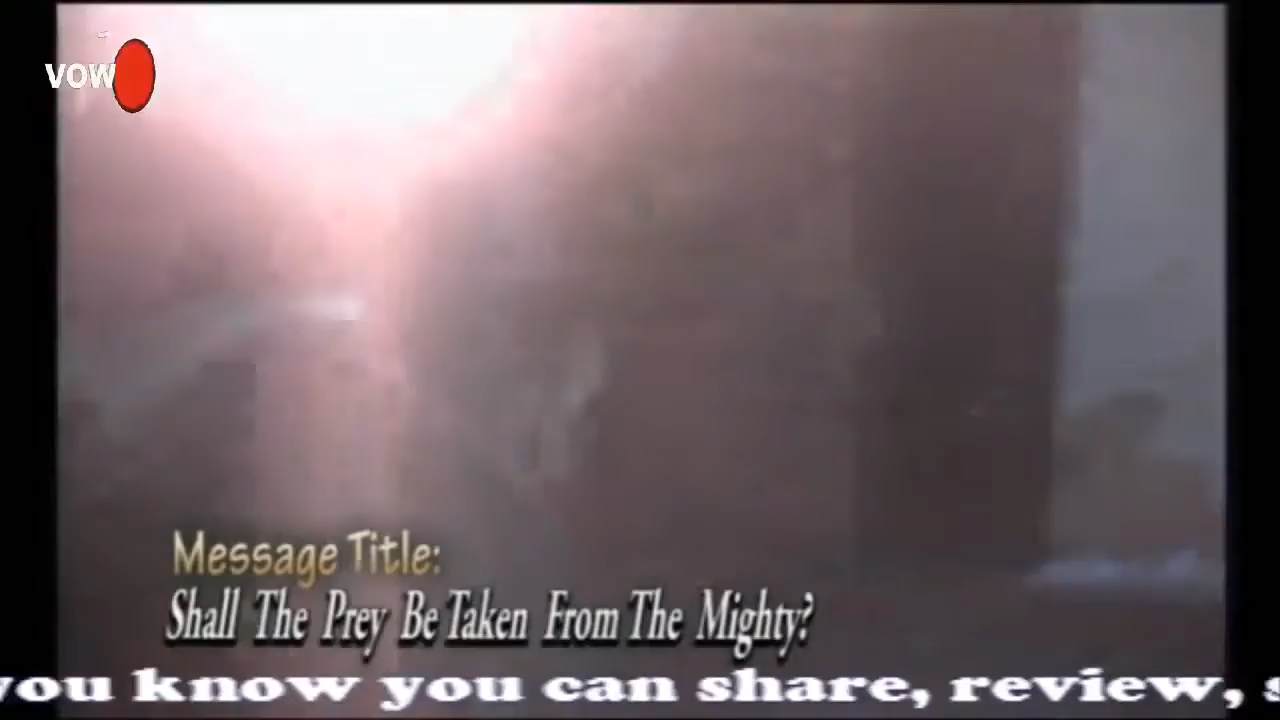 VOW
Message Title:
Shall The Prey Be Taken From The Mighty?
you know you can share, review,